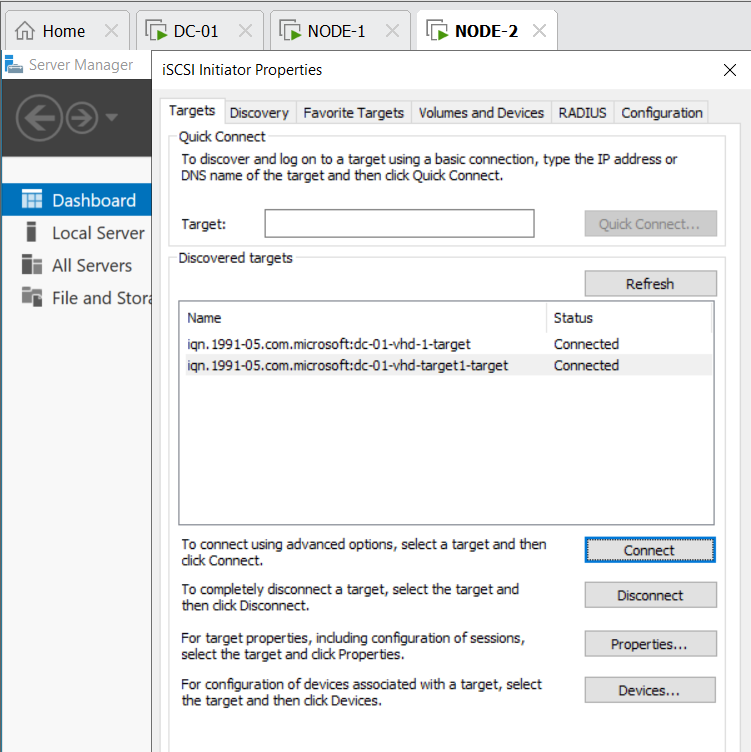 Home
DC-01
NODE-1
NODE-2
Server Manager
iSCSI Initiator Properties
Dashboard
Local Server
All Servers
File and Stora
Targets
Discovery
Favorite Targets
Volumes and Devices
RADIUS
Configuration
Quick Connect
To discover and log on to a target using a basic connection, type the IP address or
DNS name of the target and then click Quick Connect.
Target:
Quick Connect...
Discovered targets
Refresh
Name
Status
iqn.1991-05.com.microsoft:dc-01-vhd-1-target
Connected
iqn.1991-05.com.microsoft:dc-01-vhd-target1-target
Connected
To connect using advanced options, select a target and then
click Connect.
Connect
To completely disconnect a target, select the target and
then click Disconnect.
Disconnect
For target properties, including configuration of sessions,
select the target and click Properties.
Properties...
For configuration of devices associated with a target, select
the target and then click Devices.
Devices...